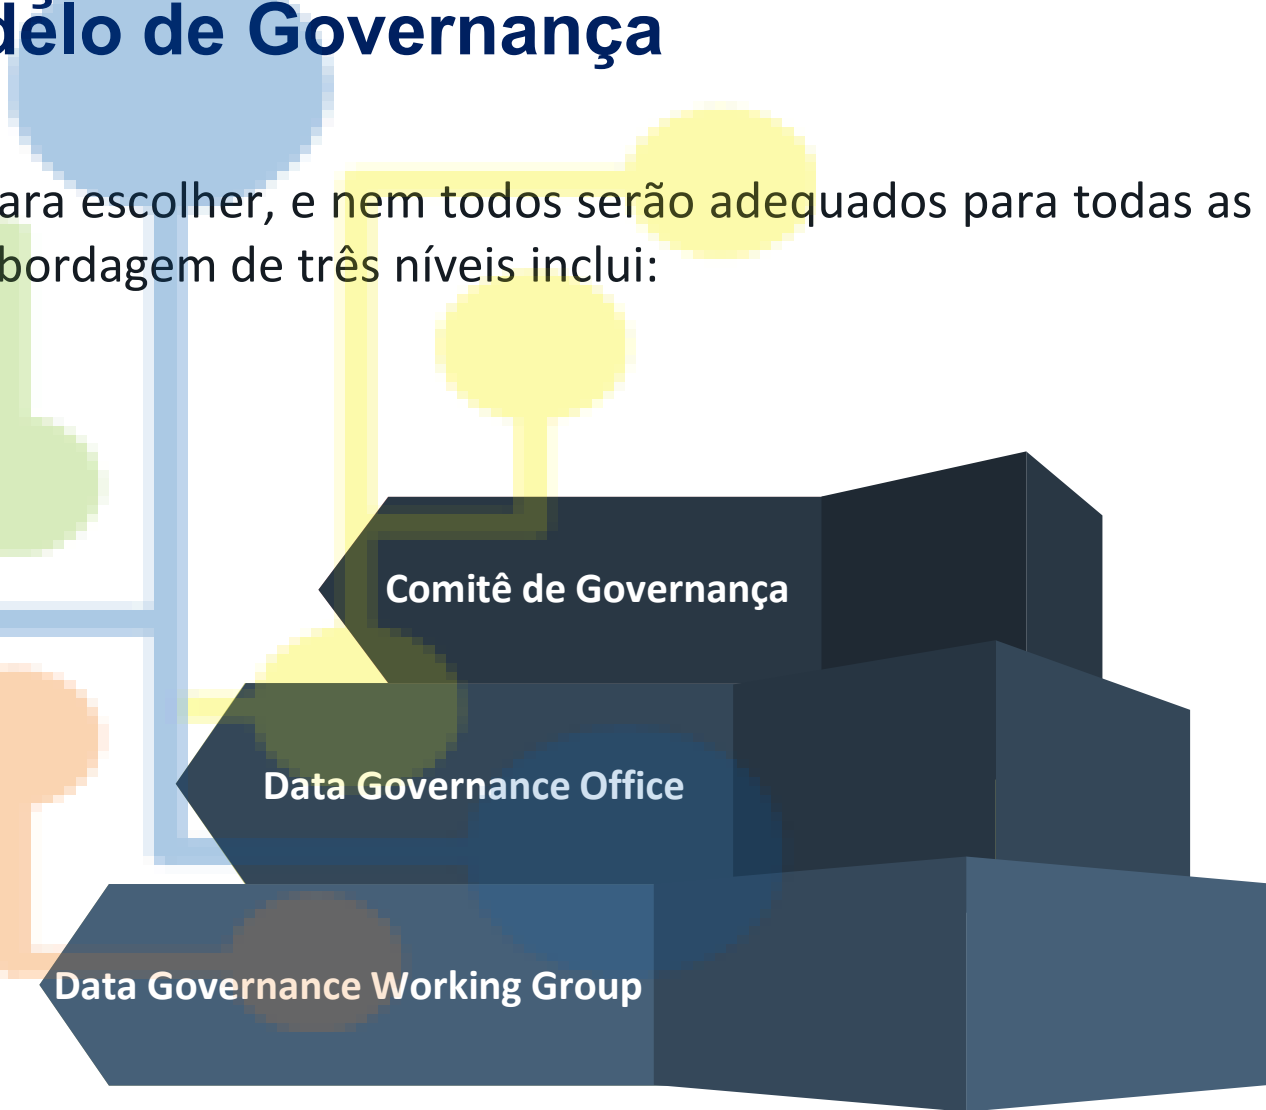 delo de Governança
ara escolher, e nem todos serão adequados para todas as
bordagem de três níveis inclui:
Comitê de Governança
Data Governance Office
Data Governance Working Group